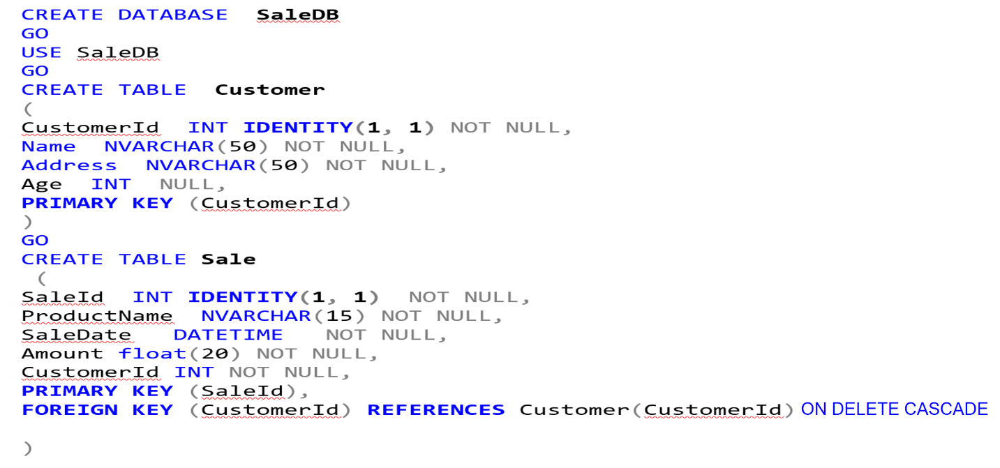 CREATE DATABASE SaleDB
GO
USE SaleDB
GO
CREATE TABLE Customer
(
CustomerId INT IDENTITY(1, 1) NOT NULL,
Name NVARCHAR(50) NOT NULL,
Address NVARCHAR(50) NOT NULL,
Age INT NULL,
PRIMARY KEY (CustomerId)
)
GO
CREATE TABLE Sale
(
SaleId INT IDENTITY(1, 1) NOT NULL,
ProductName NVARCHAR(15) NOT NULL,
SaleDate DATETIME NOT NULL,
Amount float(20) NOT NULL,
CustomerId INT NOT NULL,
PRIMARY KEY (SaleId),
FOREIGN KEY (CustomerId) REFERENCES Customer(CustomerId) ON DELETE CASCADE
)